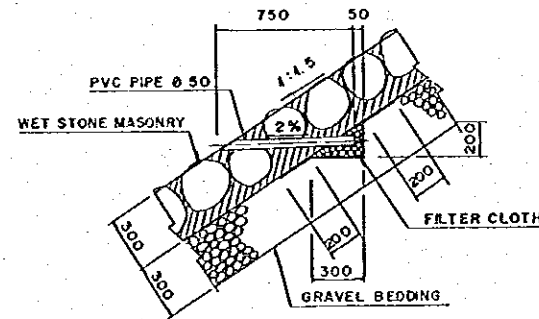 750 50
1:1.5
PVC PIPE Ø 50
WET STONE MASONRY
2%
200
200
FILTER CLOTH
300
300
200
300
GRAVEL BEDDING